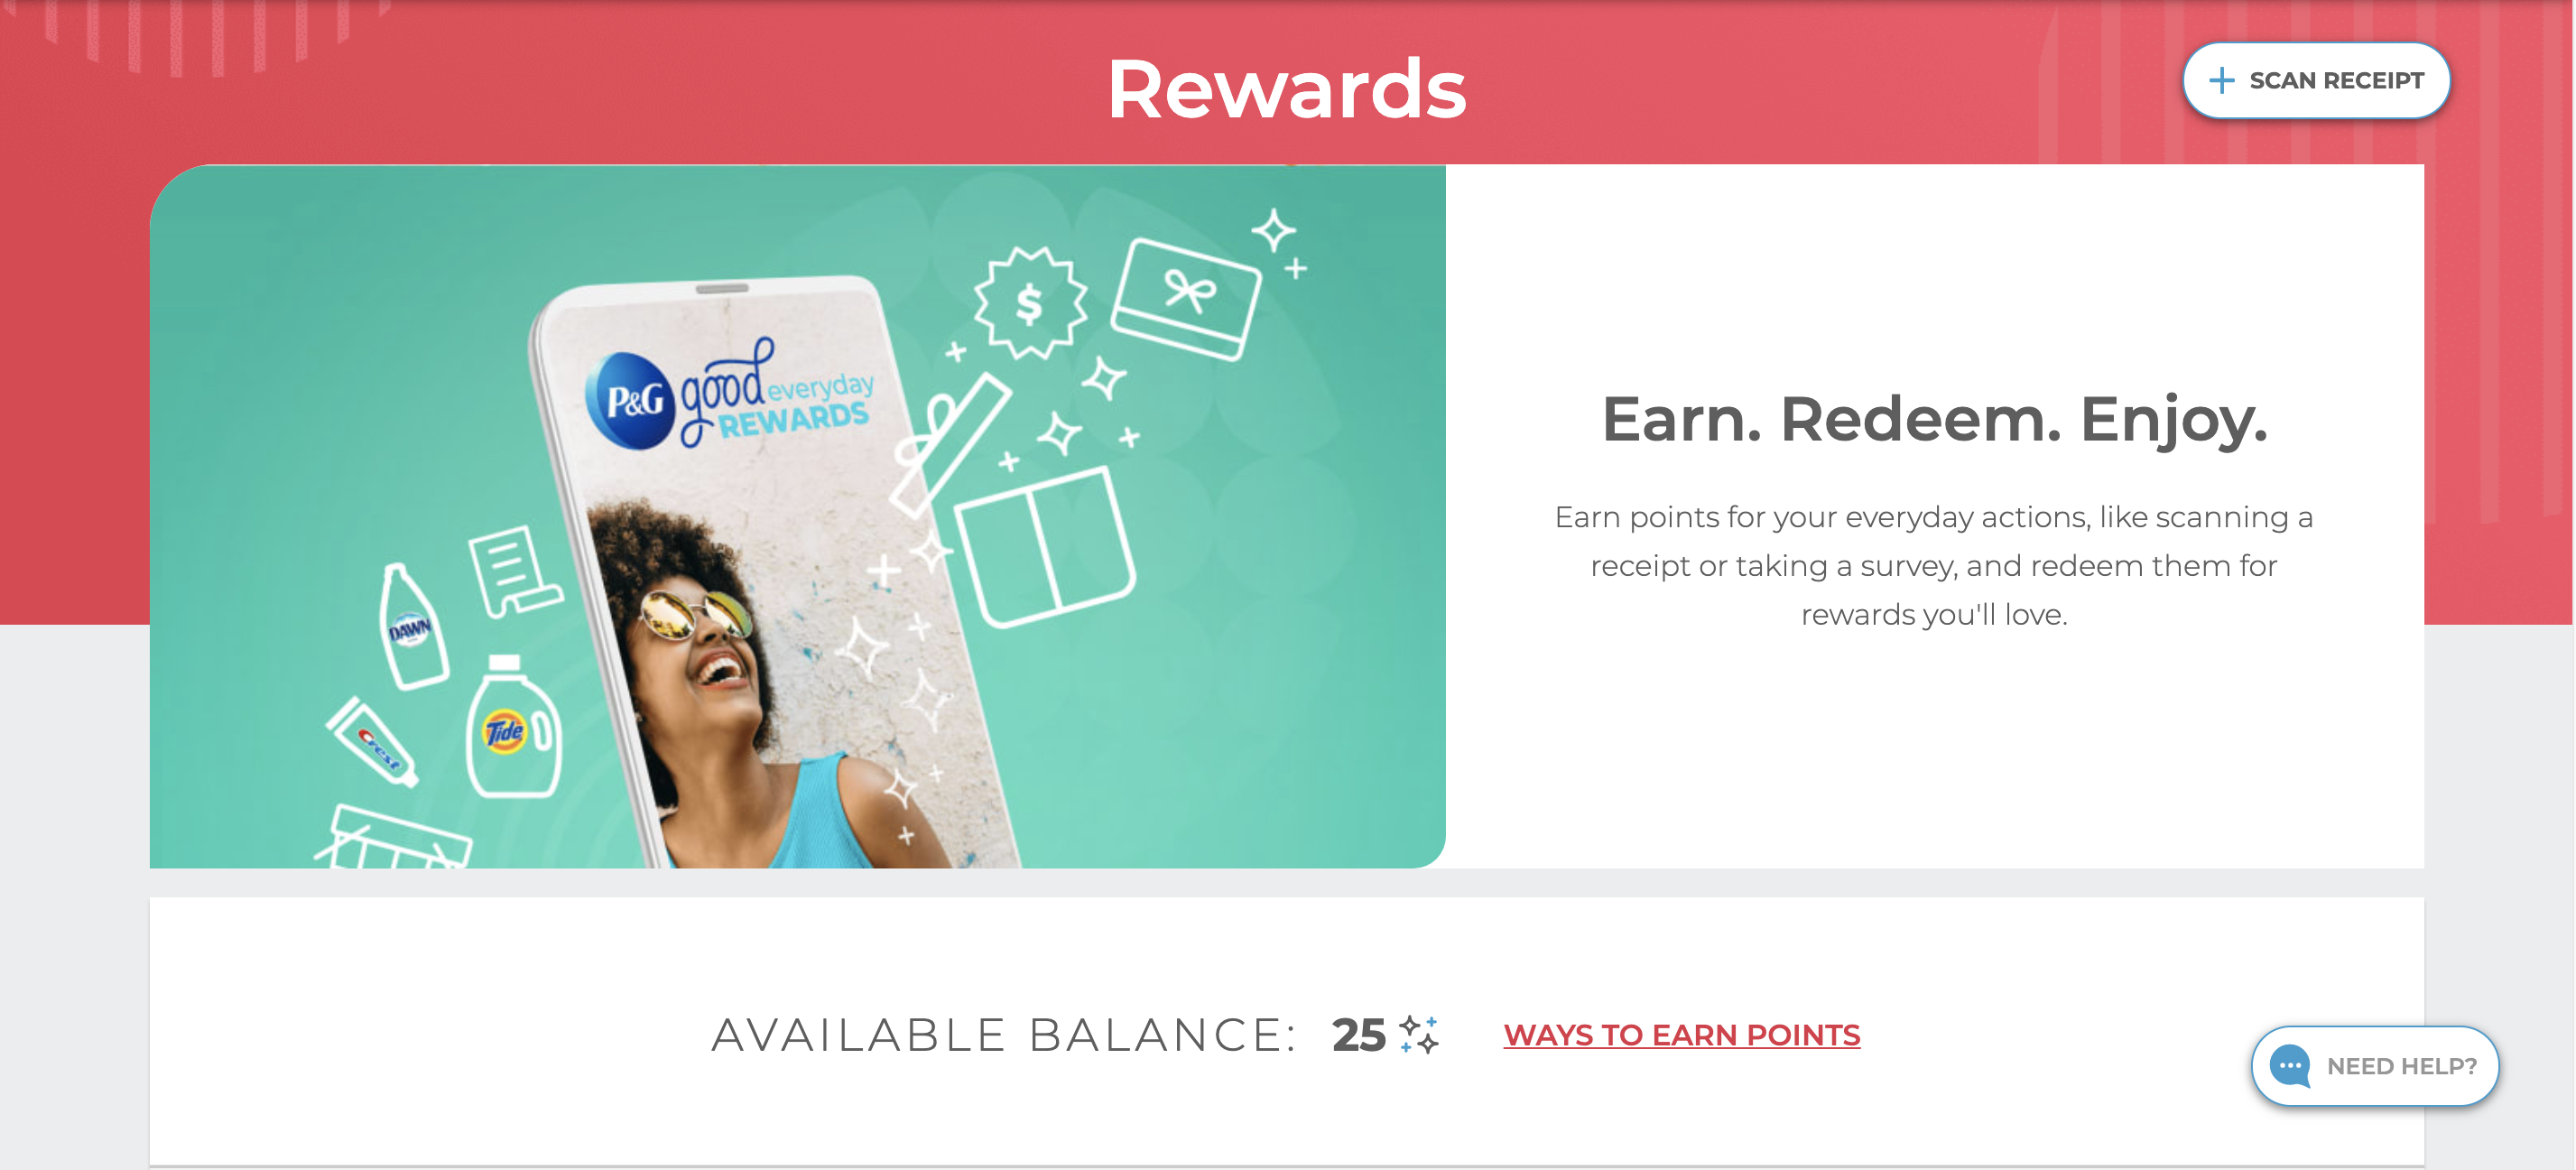 Rewards
+ SCAN RECEIPT
P&G good everyday
REWARDS
$
DAWN
Tide
Crest
Earn. Redeem. Enjoy.
Earn points for your everyday actions, like scanning a
receipt or taking a survey, and redeem them for
rewards you'll love.
AVAILABLE BALANCE: 25 WAYS TO EARN POINTS
NEED HELP?